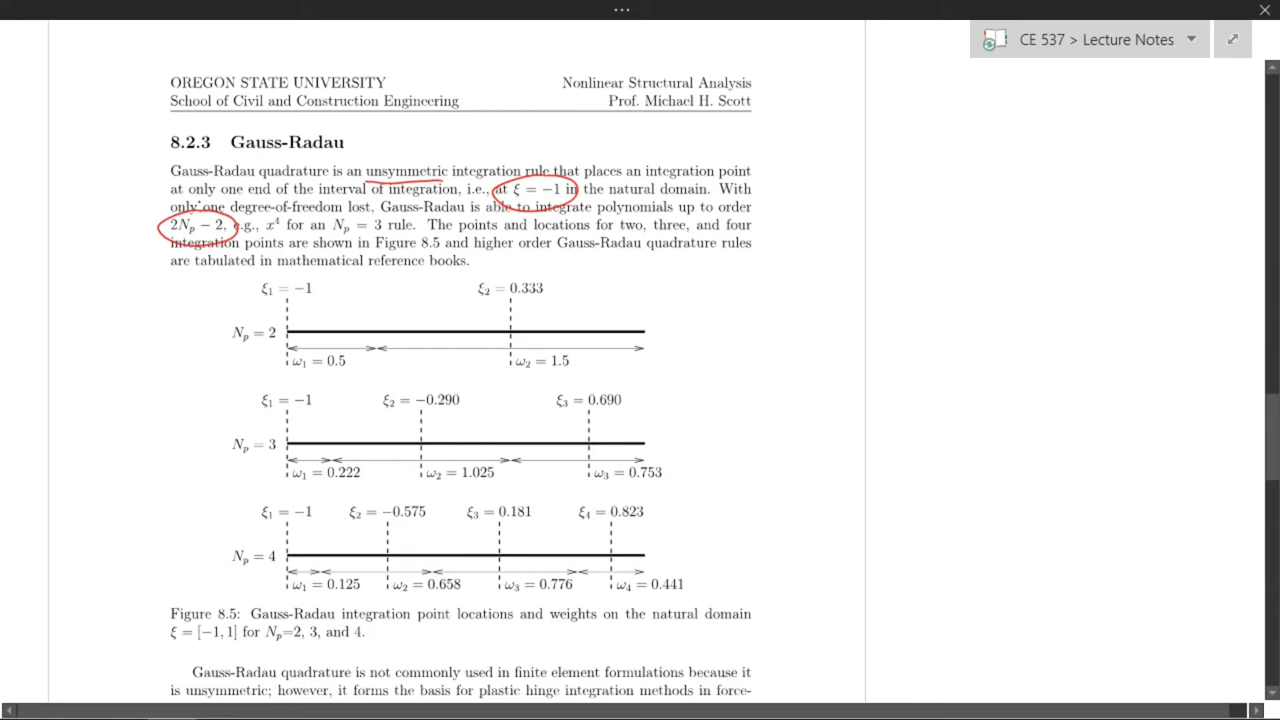 ...
CE 537 > Lecture Notes
OREGON STATE UNIVERSITY Nonlinear Structural Analysis
School of Civil and Construction Engineering Prof. Michael H. Scott
8.2.3 Gauss-Radau
Gauss-Radau quadrature is an unsymmetric integration rule that places an integration point
at only one end of the interval of integration, i.e., at ξ = −1 in the natural domain. With
only one degree-of-freedom lost, Gauss-Radau is able to integrate polynomials up to order
2Nₚ − 2, e.g., x⁴ for an Nₚ = 3 rule. The points and locations for two, three, and four
integration points are shown in Figure 8.5 and higher order Gauss-Radau quadrature rules
are tabulated in mathematical reference books.
ξ₁ = −1 ξ₂ = 0.333
Nₚ = 2
ω₁ = 0.5 ω₂ = 1.5
ξ₁ = −1 ξ₂ = −0.290 ξ₃ = 0.690
Nₚ = 3
ω₁ = 0.222 ω₂ = 1.025 ω₃ = 0.753
ξ₁ = −1 ξ₂ = −0.575 ξ₃ = 0.181 ξ₄ = 0.823
Nₚ = 4
ω₁ = 0.125 ω₂ = 0.658 ω₃ = 0.776 ω₄ = 0.441
Figure 8.5: Gauss-Radau integration point locations and weights on the natural domain
ξ = [−1, 1] for Nₚ=2, 3, and 4.
Gauss-Radau quadrature is not commonly used in finite element formulations because it
is unsymmetric; however, it forms the basis for plastic hinge integration methods in force-